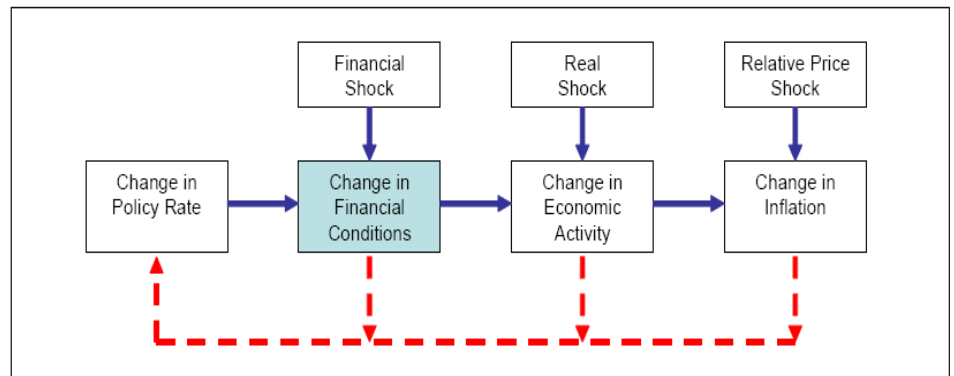 Financial
Shock
Real
Shock
Relative Price
Shock
Change in
Policy Rate
Change in
Financial
Conditions
Change in
Economic
Activity
Change in
Inflation